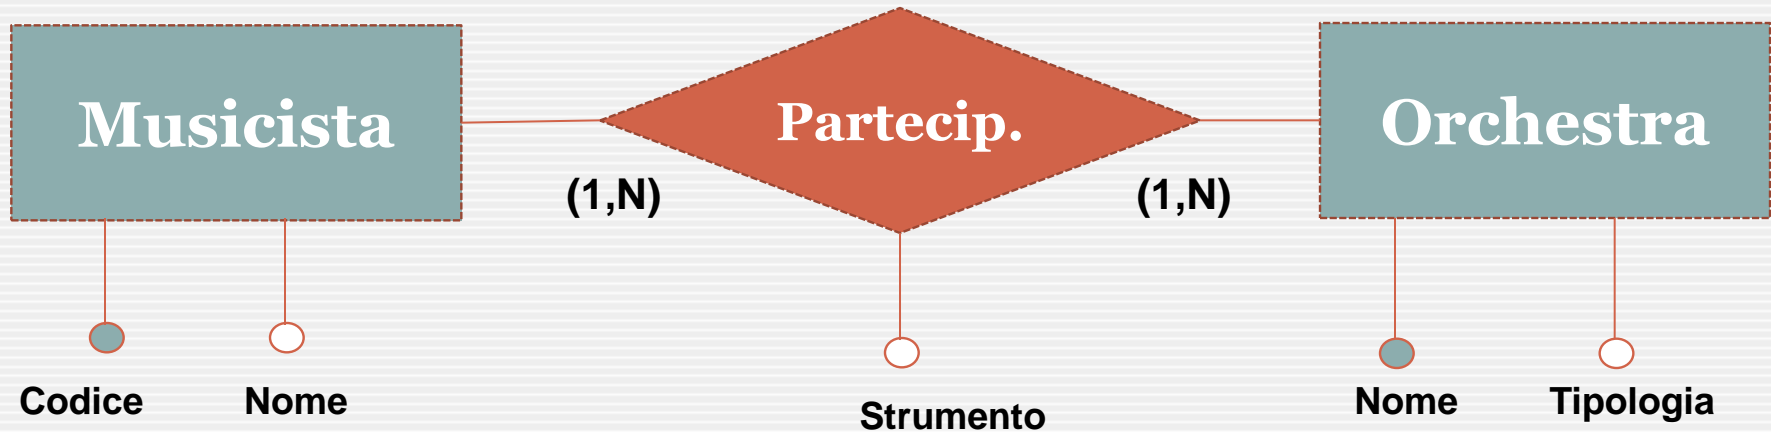 Musicista
Partecip.
Orchestra
(1,N)
(1,N)
Codice
Nome
Strumento
Nome
Tipologia